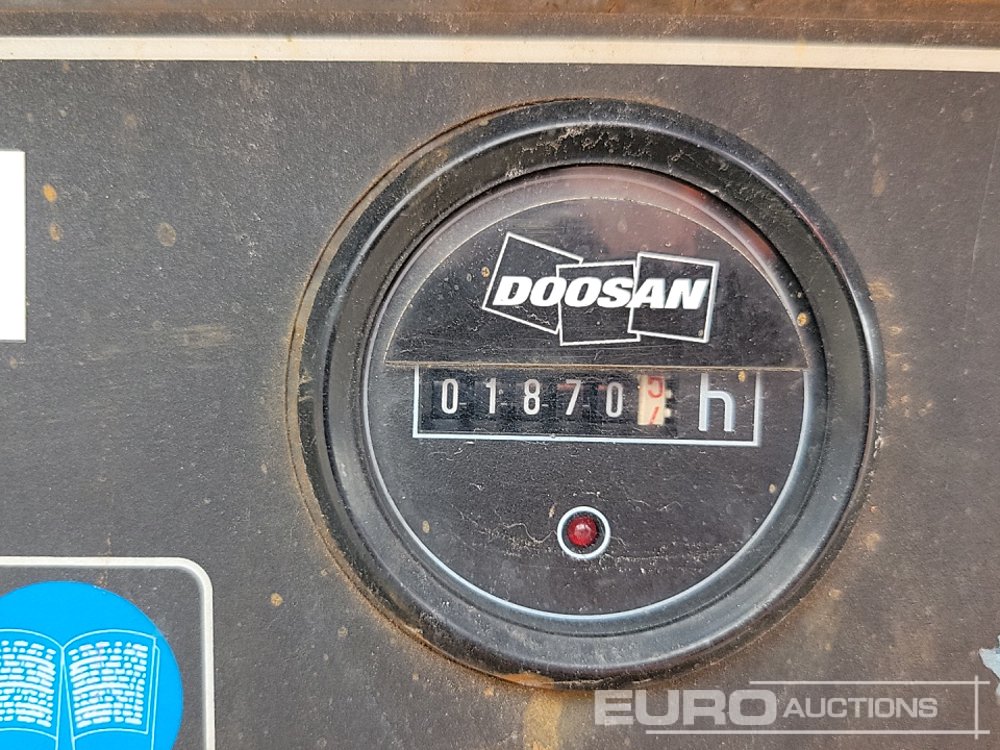 DOOSAN
01870 h
EURO AUCTIONS